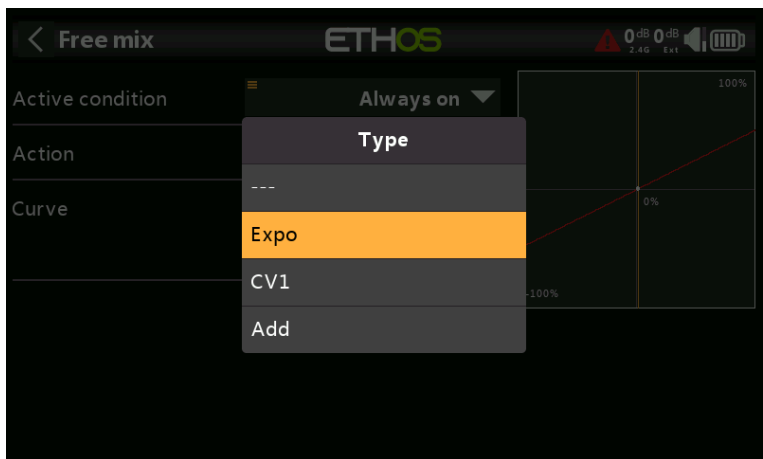 Free mix
ETHOS
0dB 0dB
2.4G Ext
Active condition
Always on
100%
Action
Type
---
Curve
0%
Expo
CV1
-100%
Add